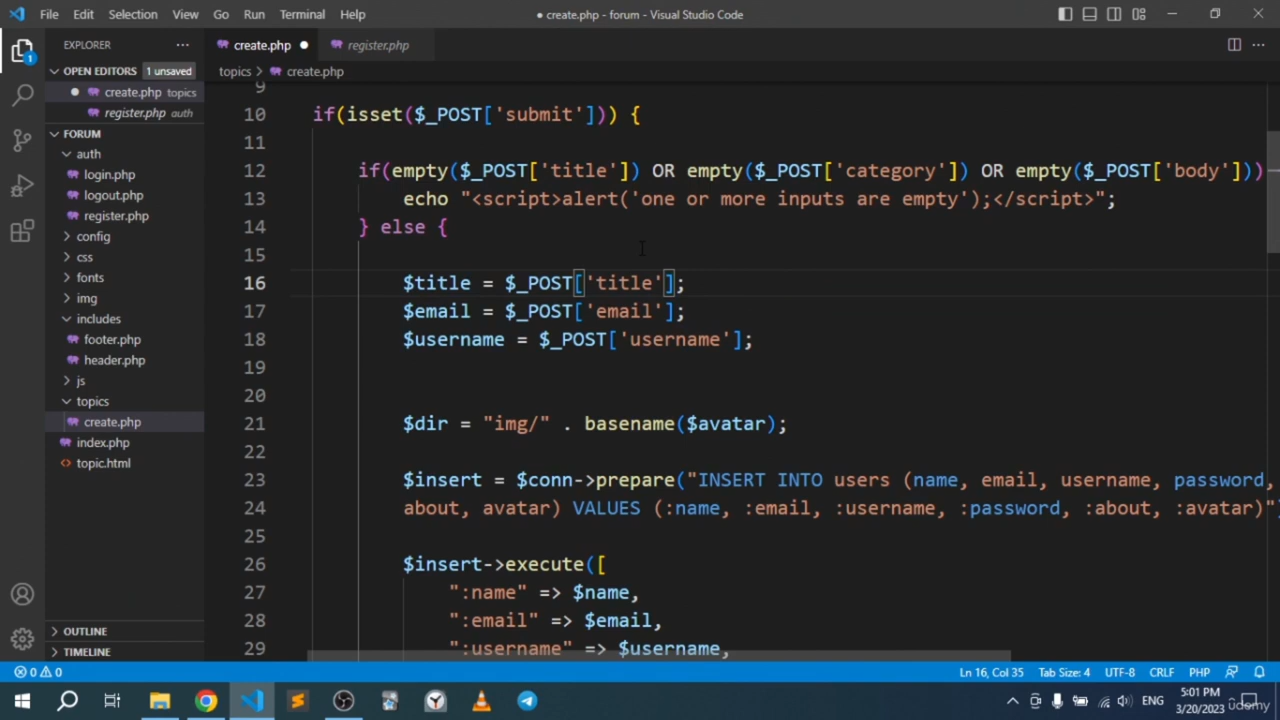 File Edit Selection View Go Run Terminal Help
● create.php - forum - Visual Studio Code
EXPLORER
create.php
register.php
OPEN EDITORS 1 unsaved
topics > create.php
create.php topics
register.php auth
FORUM
auth
login.php
logout.php
register.php
config
css
fonts
img
includes
footer.php
header.php
js
topics
create.php
index.php
topic.html
OUTLINE
TIMELINE
9
10 if(isset($_POST['submit'])) {
11
12 if(empty($_POST['title']) OR empty($_POST['category']) OR empty($_POST['body']))
13 echo "<script>alert('one or more inputs are empty');</script>";
14 } else {
15
16 $title = $_POST['title'];
17 $email = $_POST['email'];
18 $username = $_POST['username'];
19
20
21 $dir = "img/" . basename($avatar);
22
23 $insert = $conn->prepare("INSERT INTO users (name, email, username, password,
24 about, avatar) VALUES (:name, :email, :username, :password, :about, :avatar)")
25
26 $insert->execute([
27 ":name" => $name,
28 ":email" => $email,
29 ":username" => $username,
0 0 Ln 16, Col 35 Tab Size: 4 UTF-8 CRLF PHP
ENG
5:01 PM
3/20/2023
1
udemy